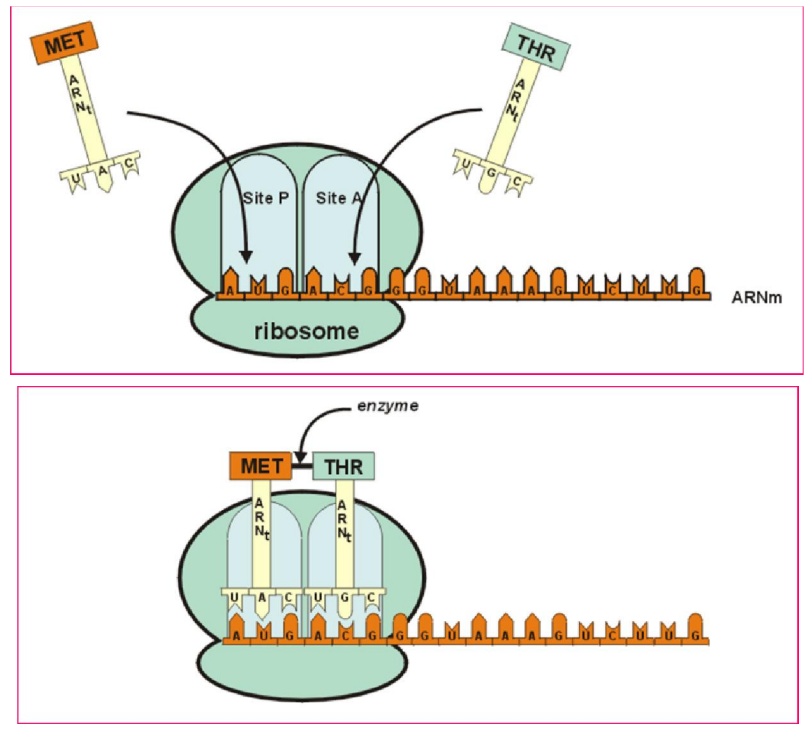 MET
THR
ARNt
ARNt
U A C
U G C
Site P
Site A
A U G A C G G G U A A A G U C U U G
ARNm
ribosome
enzyme
MET
THR
ARNt
ARNt
U A C U G C
A U G A C G G G U A A A G U C U U G